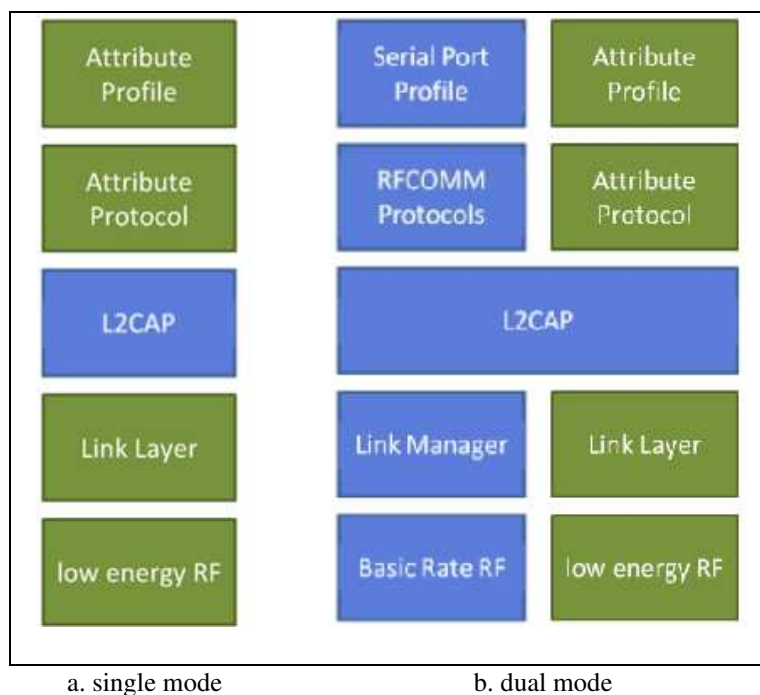 Attribute
Profile
Attribute
Protocol
L2CAP
Link Layer
low energy RF
Serial Port
Profile
Attribute
Profile
RFCOMM
Protocols
Attribute
Protocol
L2CAP
Link Manager
Link Layer
Basic Rate RF
low energy RF
a. single mode
b. dual mode